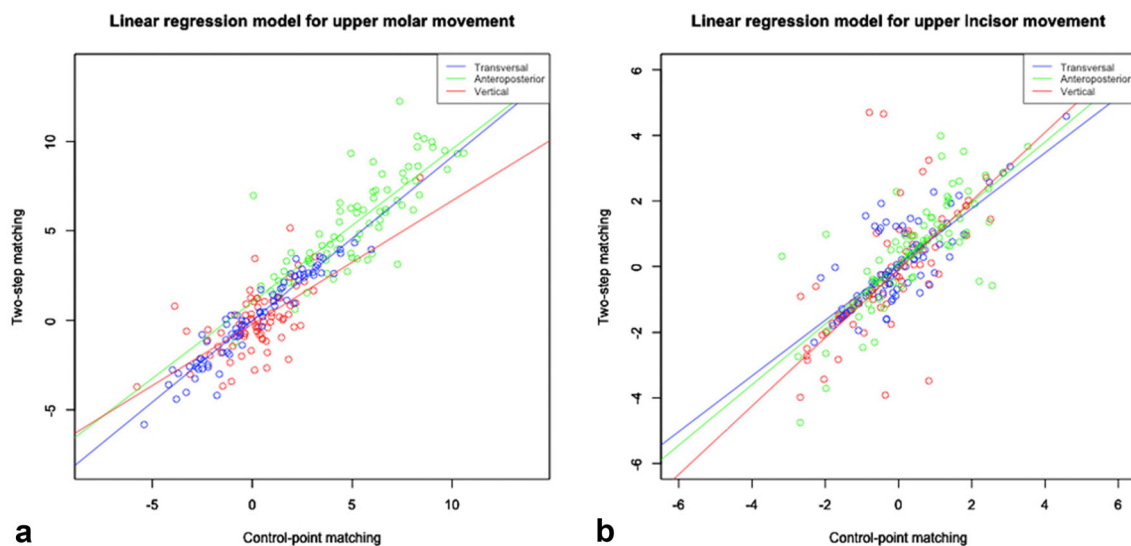 Linear regression model for upper molar movement
Transversal
Anteroposterior
Vertical
Two-step matching
10
5
0
-5
-5 0 5 10
Control-point matching
a
Linear regression model for upper Incisor movement
Transversal
Anteroposterior
Vertical
Two-step matching
6
4
2
0
-2
-4
-6
-6 -4 -2 0 2 4 6
Control-point matching
b